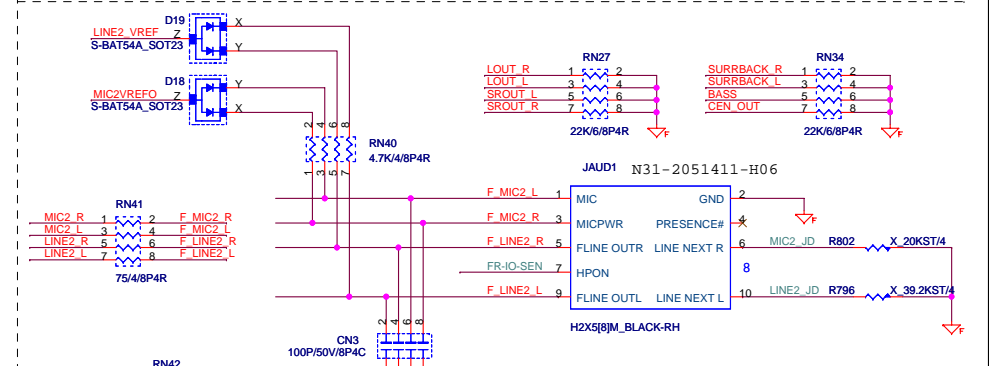 D19
LINE2_VREF Z X
S-BAT54A_SOT23 Y
D18
MIC2VREFO Z Y
S-BAT54A_SOT23 X
RN27
LOUT_R 1 2
LOUT_L 3 4
SROUT_L 5 6
SROUT_R 7 8
F
22K/6/8P4R
RN34
SURRBACK_R 1 2
SURRBACK_L 3 4
BASS 5 6
CEN_OUT 7 8
F
22K/6/8P4R
2 4 6 8
RN40
4.7K/4/8P4R
1 3 5 7
RN41
MIC2_R 1 2 F_MIC2_R
MIC2_L 3 4 F_MIC2_L
LINE2_R 5 6 F_LINE2_R
LINE2_L 7 8 F_LINE2_L
75/4/8P4R
JAUD1 N31-2051411-H06
F_MIC2_L 1 MIC GND 2
F
F_MIC2_R 3 MICPWR PRESENCE# 4
F_LINE2_R 5 FLINE OUTR LINE NEXT R 6 MIC2_JD R802 X_20KST/4
FR-IO-SEN 7 HPON 8
F_LINE2_L 9 FLINE OUTL LINE NEXT L 10 LINE2_JD R796 X_39.2KST/4
F
H2X5[8]M_BLACK-RH
2 4 6 8
CN3
100P/50V/8P4C
RN42